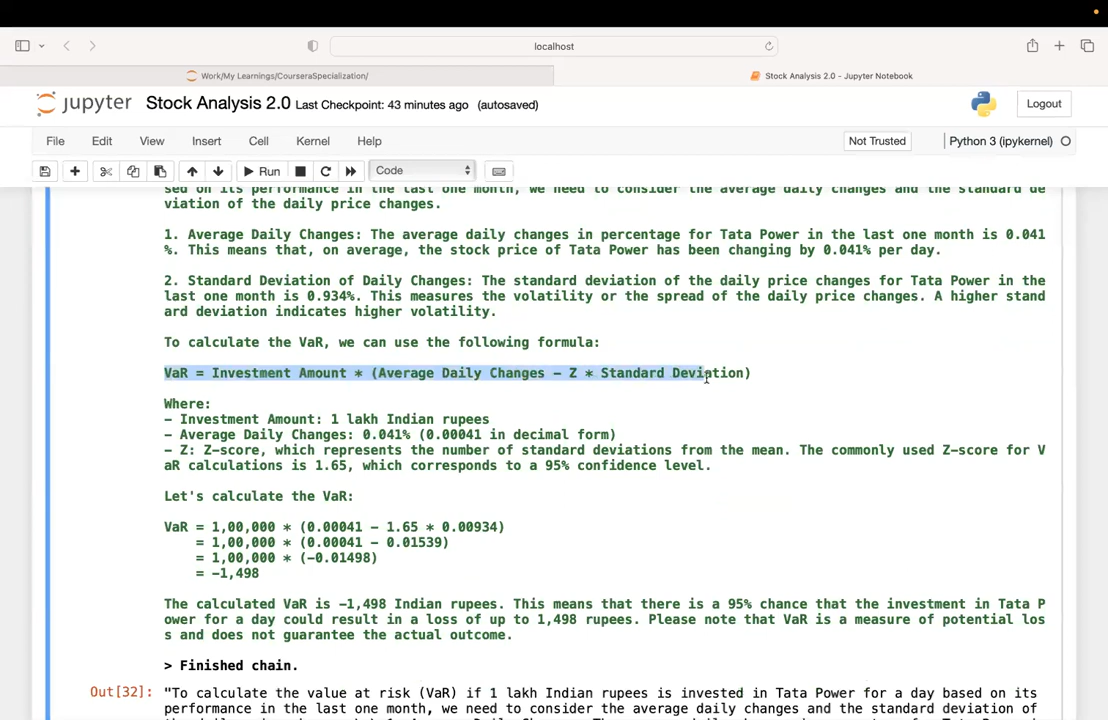 localhost
Work/My Learnings/CourseraSpecialization/
Stock Analysis 2.0 - Jupyter Notebook
jupyter Stock Analysis 2.0 Last Checkpoint: 43 minutes ago (autosaved)
Logout
File Edit View Insert Cell Kernel Help
Not Trusted
Python 3 (ipykernel)
Run
Code
sed on its performance in the last one month, we need to consider the average daily changes and the standard de
viation of the daily price changes.
1. Average Daily Changes: The average daily changes in percentage for Tata Power in the last one month is 0.041
%. This means that, on average, the stock price of Tata Power has been changing by 0.041% per day.
2. Standard Deviation of Daily Changes: The standard deviation of the daily price changes for Tata Power in the
last one month is 0.934%. This measures the volatility or the spread of the daily price changes. A higher stand
ard deviation indicates higher volatility.
To calculate the VaR, we can use the following formula:
VaR = Investment Amount * (Average Daily Changes - Z * Standard Deviation)
Where:
- Investment Amount: 1 lakh Indian rupees
- Average Daily Changes: 0.041% (0.00041 in decimal form)
- Z: Z-score, which represents the number of standard deviations from the mean. The commonly used Z-score for V
aR calculations is 1.65, which corresponds to a 95% confidence level.
Let's calculate the VaR:
VaR = 1,00,000 * (0.00041 - 1.65 * 0.00934)
= 1,00,000 * (0.00041 - 0.01539)
= 1,00,000 * (-0.01498)
= -1,498
The calculated VaR is -1,498 Indian rupees. This means that there is a 95% chance that the investment in Tata P
ower for a day could result in a loss of up to 1,498 rupees. Please note that VaR is a measure of potential los
s and does not guarantee the actual outcome.
> Finished chain.
Out[32]: "To calculate the value at risk (VaR) if 1 lakh Indian rupees is invested in Tata Power for a day based on its
performance in the last one month, we need to consider the average daily changes and the standard deviation of